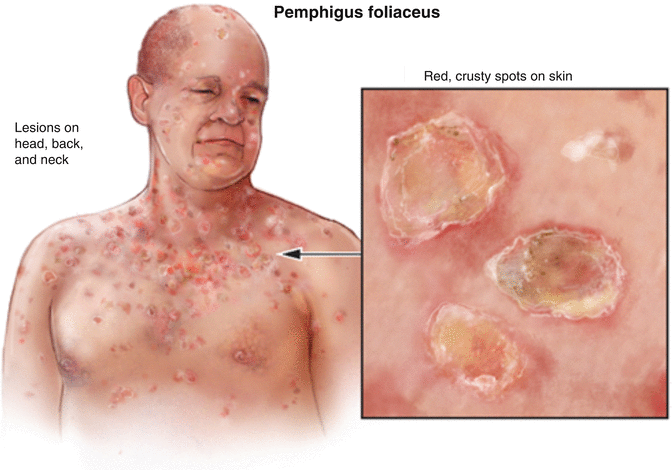 Pemphigus foliaceus
Red, crusty spots on skin
Lesions on
head, back,
and neck